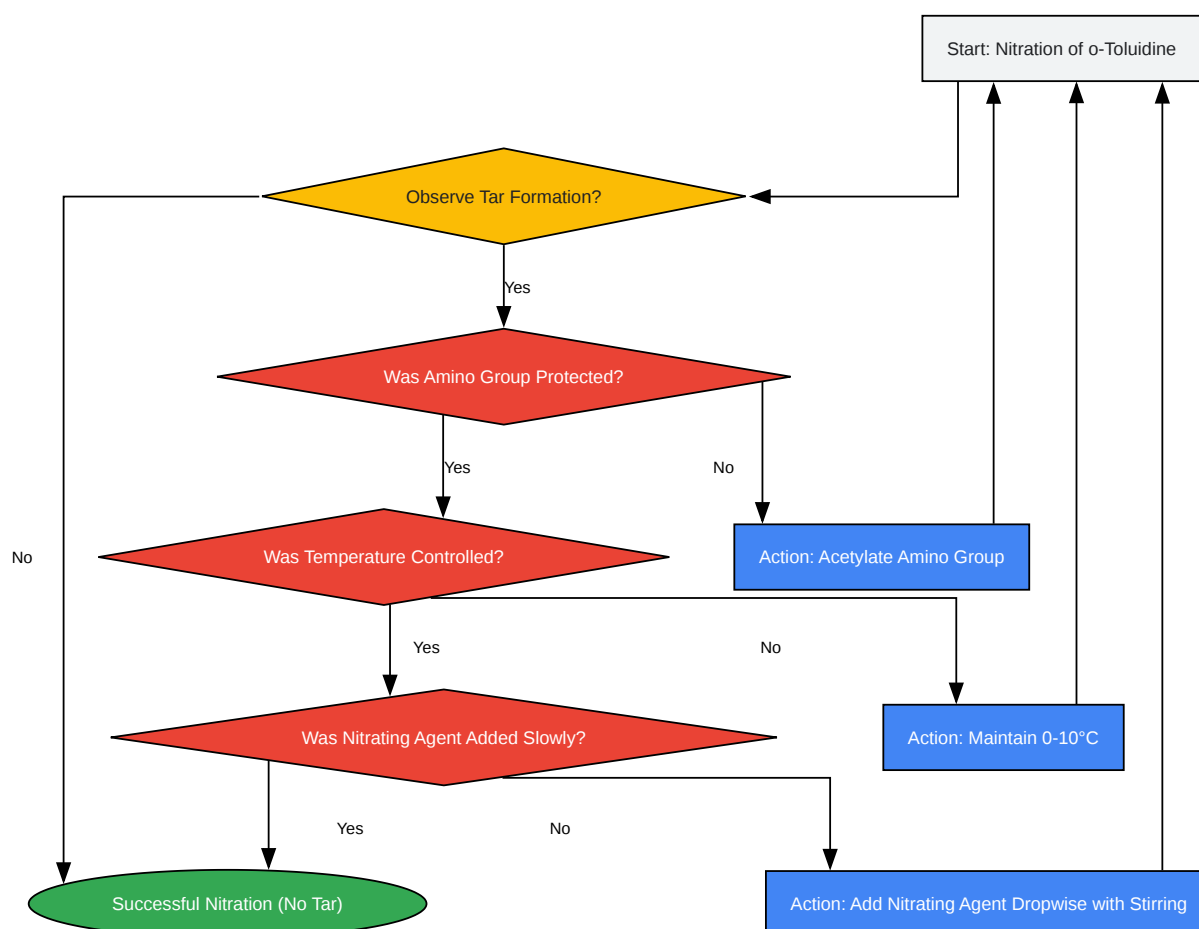 Start: Nitration of o-Toluidine
Observe Tar Formation?
Yes
Was Amino Group Protected?
Yes
No
Was Temperature Controlled?
No
Action: Acetylate Amino Group
Yes
No
Was Nitrating Agent Added Slowly?
Action: Maintain 0-10°C
Yes
No
Successful Nitration (No Tar)
Action: Add Nitrating Agent Dropwise with Stirring